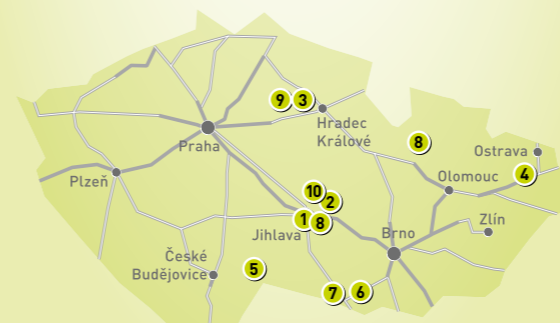 9
3
Hradec
Králové
Praha
8
Ostrava
4
Plzeň
Olomouc
10
2
1
8
Jihlava
Zlín
Brno
České
Budějovice
5
7
6